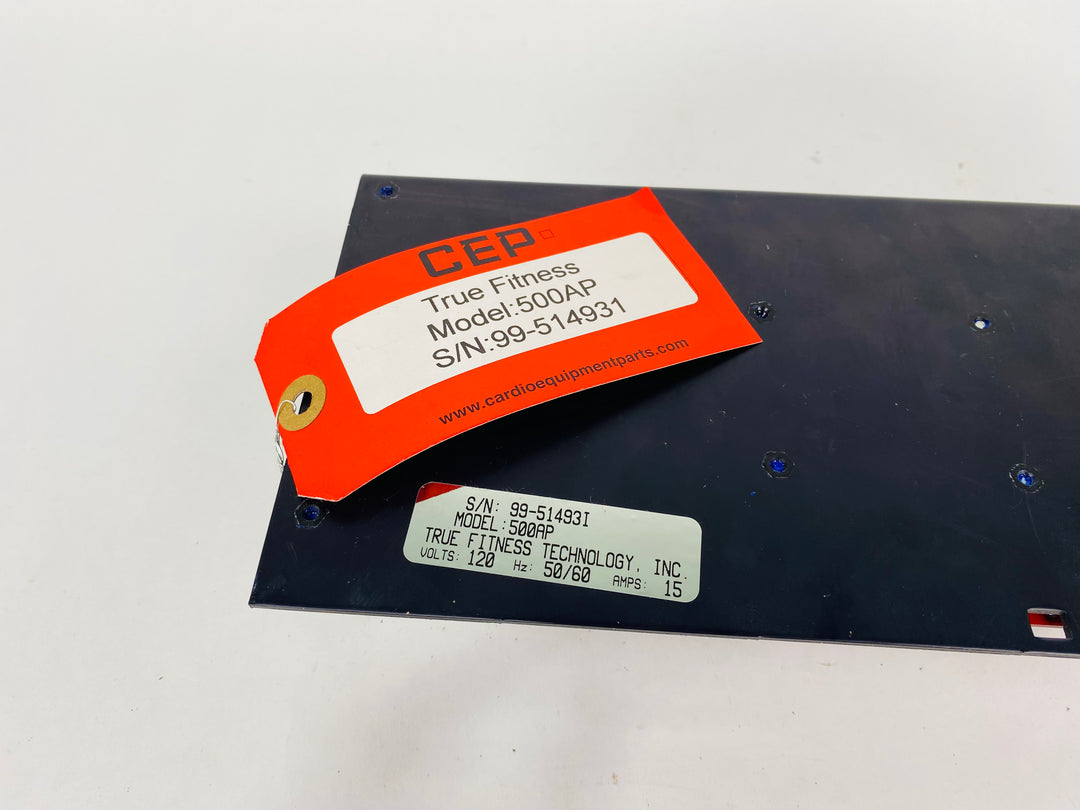 CEP
True Fitness
Model:500AP
S/N:99-514931
www.cardioequipmentparts.com
S/N: 99-51493I
MODEL:500AP
TRUE FITNESS TECHNOLOGY, INC.
VOLTS: 120 Hz: 50/60 AMPS: 15